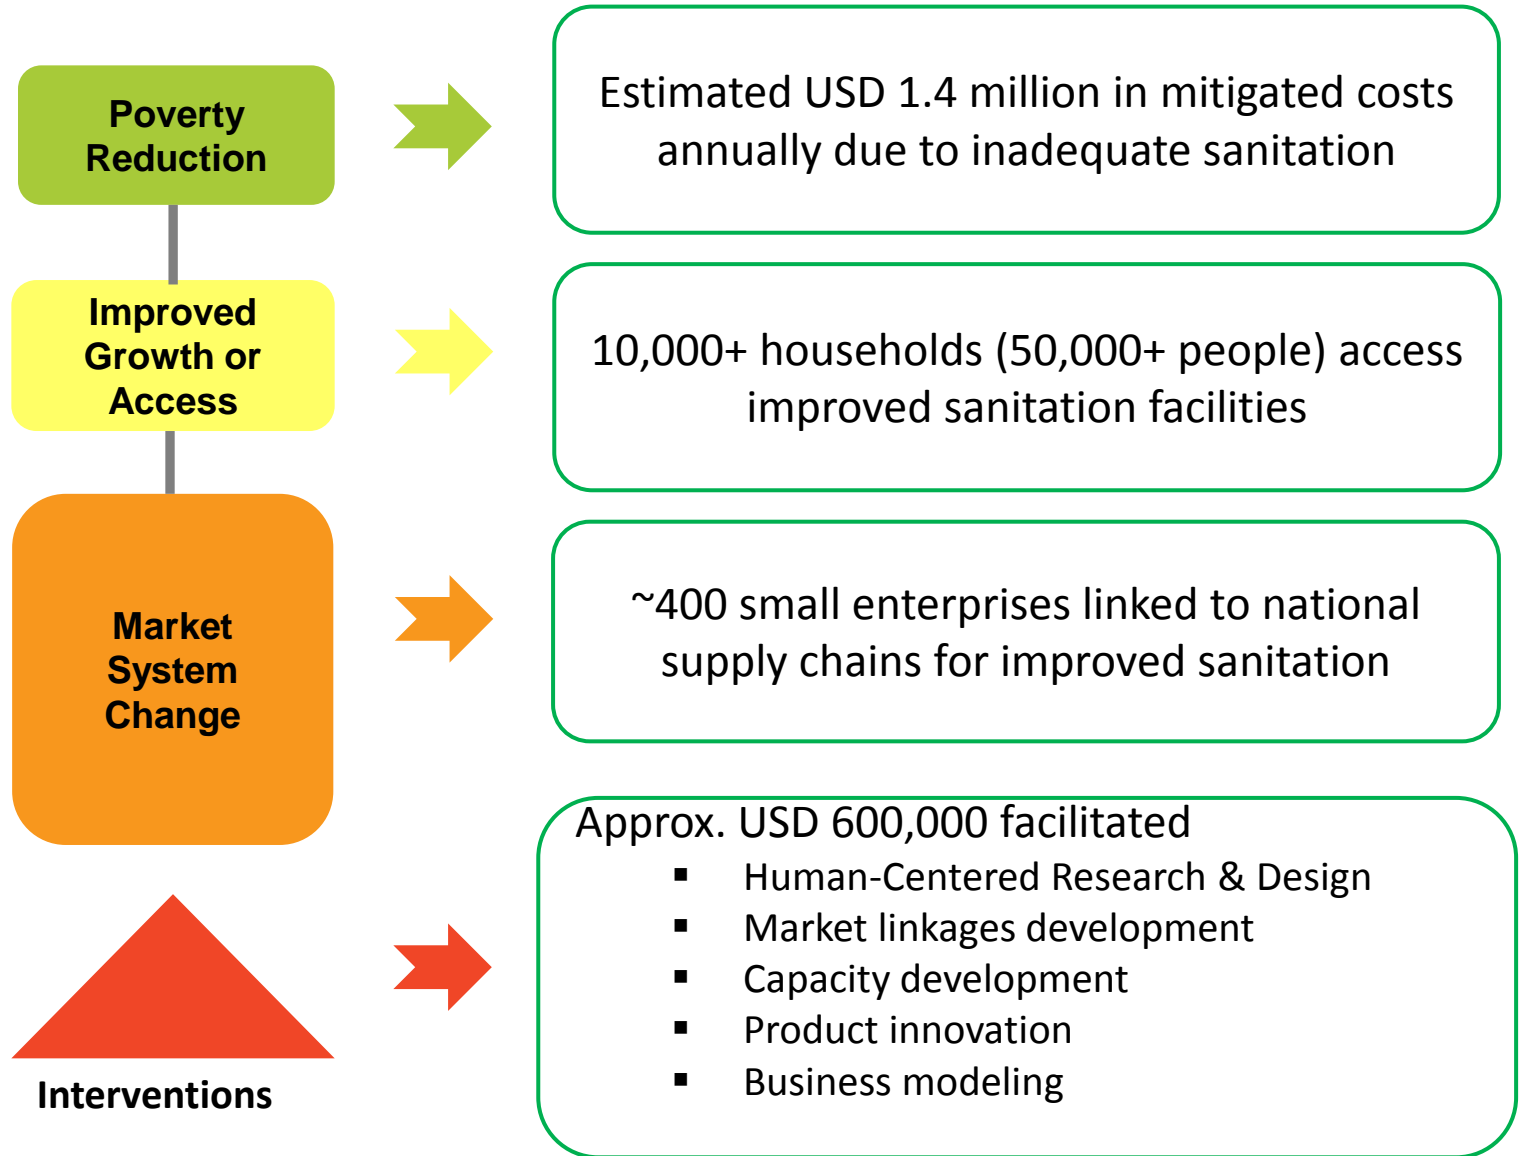 Poverty
Reduction
Estimated USD 1.4 million in mitigated costs
annually due to inadequate sanitation
Improved
Growth or
Access
10,000+ households (50,000+ people) access
improved sanitation facilities
Market
System
Change
~400 small enterprises linked to national
supply chains for improved sanitation
Interventions
Approx. USD 600,000 facilitated
▪ Human-Centered Research & Design
▪ Market linkages development
▪ Capacity development
▪ Product innovation
▪ Business modeling